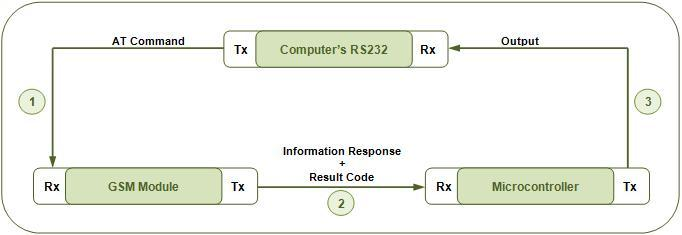 AT Command
Tx
Computer's RS232
Rx
Output
1
3
Information Response
+
Result Code
2
Rx
GSM Module
Tx
Rx
Microcontroller
Tx